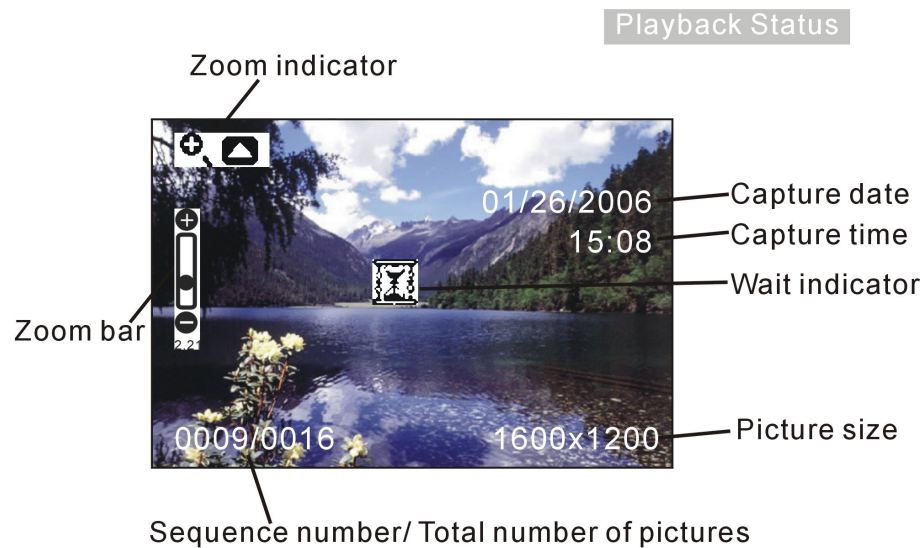 Playback Status
Zoom indicator
01/26/2006
Capture date
15:08
Capture time
Wait indicator
Zoom bar
2.21
0009/0016
1600x1200
Picture size
Sequence number/ Total number of pictures